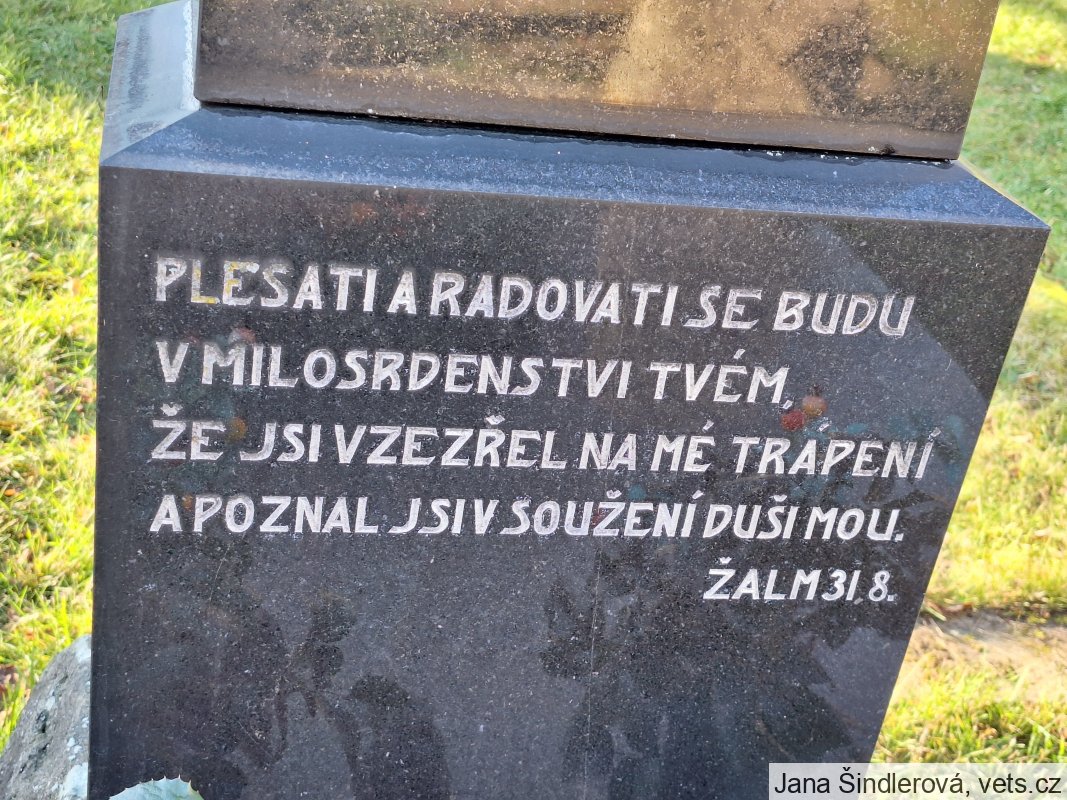 PLESATI A RADOVATI SE BUDU
V MILOSRDENSTVI TVÉM,
ŽE JSI VZEZŘEL NA MÉ TRÁPENÍ
A POZNAL JSI V SOUŽENÍ DUŠI MOU.
ŽALM 31, 8.
Jana Šindlerová, vets.cz